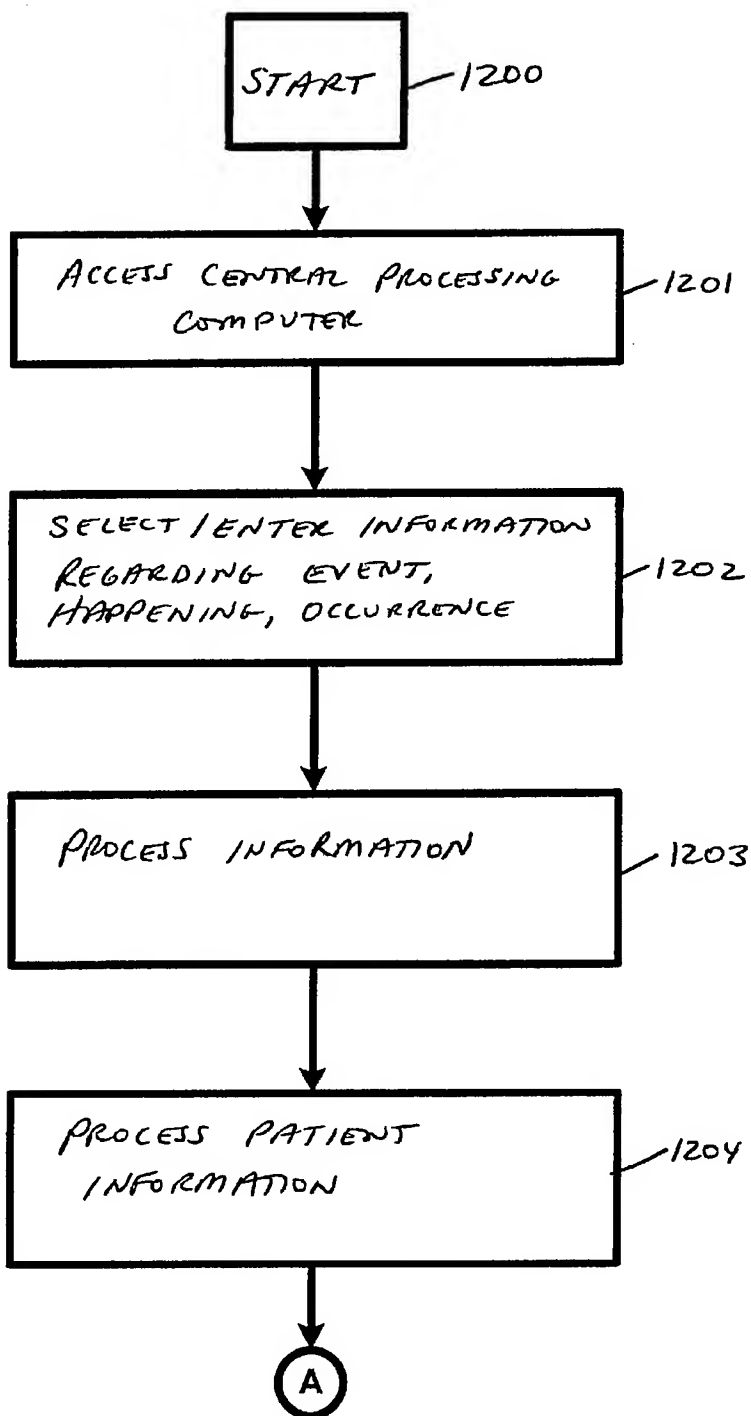 START
1200
ACCESS CENTRAL PROCESSING
COMPUTER
1201
SELECT / ENTER INFORMATION
REGARDING EVENT,
HAPPENING, OCCURRENCE
1202
PROCESS INFORMATION
1203
PROCESS PATIENT
INFORMATION
1204
A